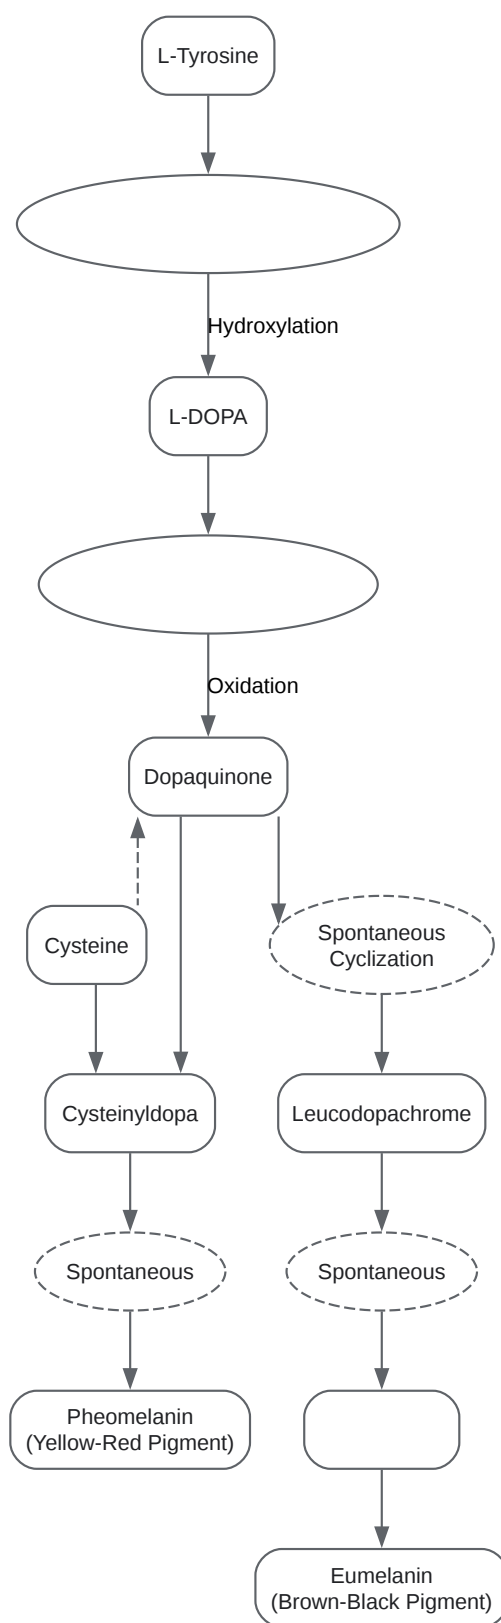 L-Tyrosine
Hydroxylation
L-DOPA
Oxidation
Dopaquinone
Cysteine
Spontaneous
Cyclization
Cysteinyldopa
Leucodopachrome
Spontaneous
Spontaneous
Pheomelanin
(Yellow-Red Pigment)
Eumelanin
(Brown-Black Pigment)